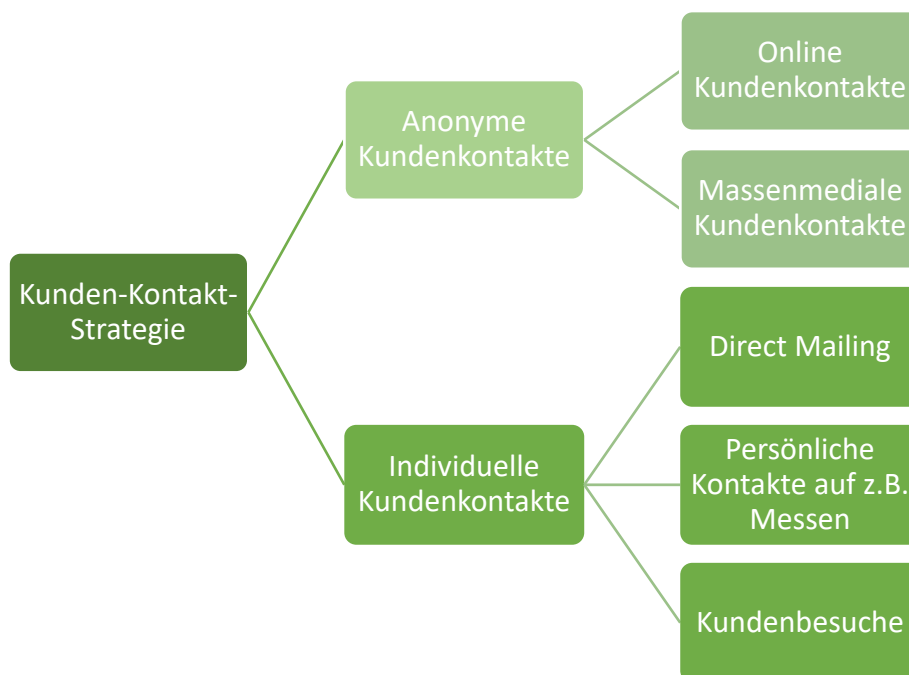 Kunden-Kontakt-
Strategie
Anonyme
Kundenkontakte
Online
Kundenkontakte
Massenmediale
Kundenkontakte
Individuelle
Kundenkontakte
Direct Mailing
Persönliche
Kontakte auf z.B.
Messen
Kundenbesuche